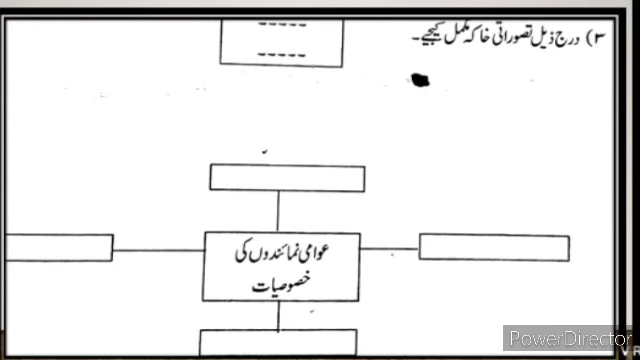 ۳) درج ذیل تصوراتی خاکہ مکمل کیجیے۔
-----
-----
عوامی نمائندوں کی
خصوصیات
PowerDirector